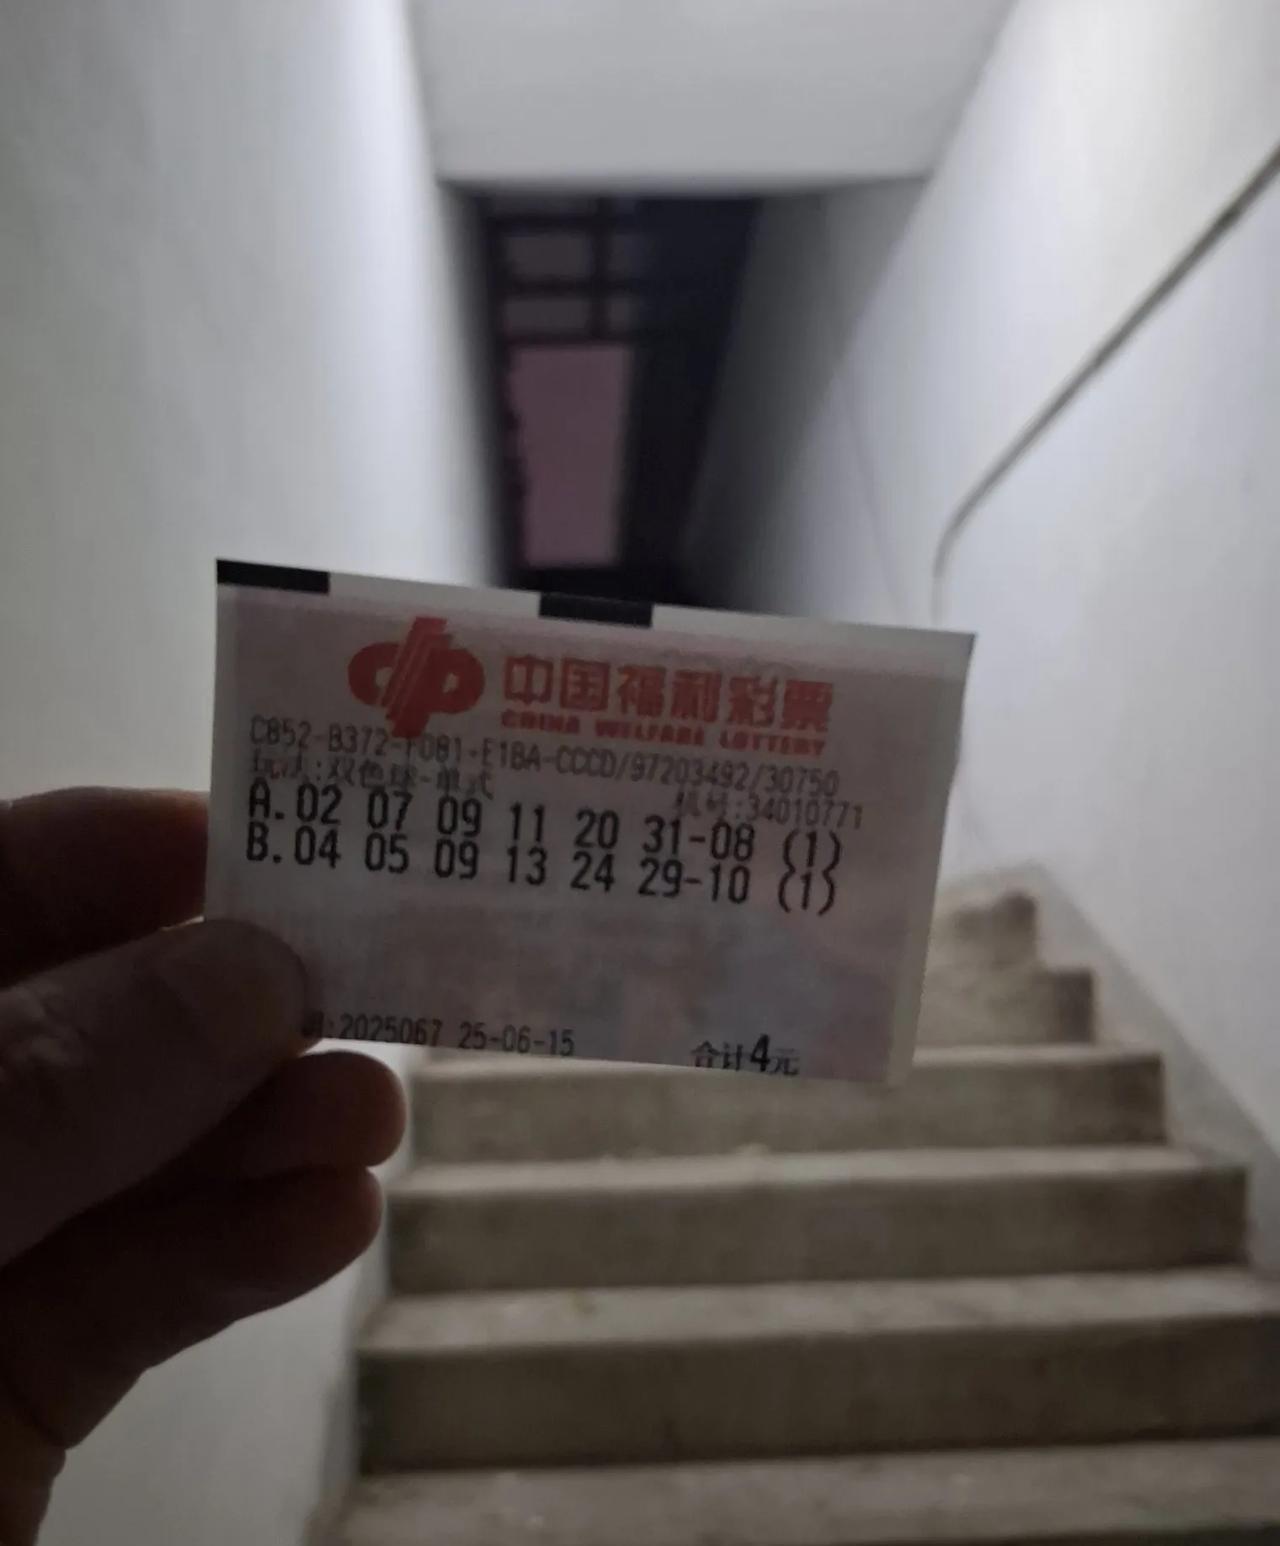 中国福利彩票
CHINA WELFARE LOTTERY
C852-B372-F081-E1BA-CCCD/97203492/30750
玩法:双色球-单式 机号:34010771
A.02 07 09 11 20 31-08 (1)
B.04 05 09 13 24 29-10 (1)
期:2025067 25-06-15 合计4元